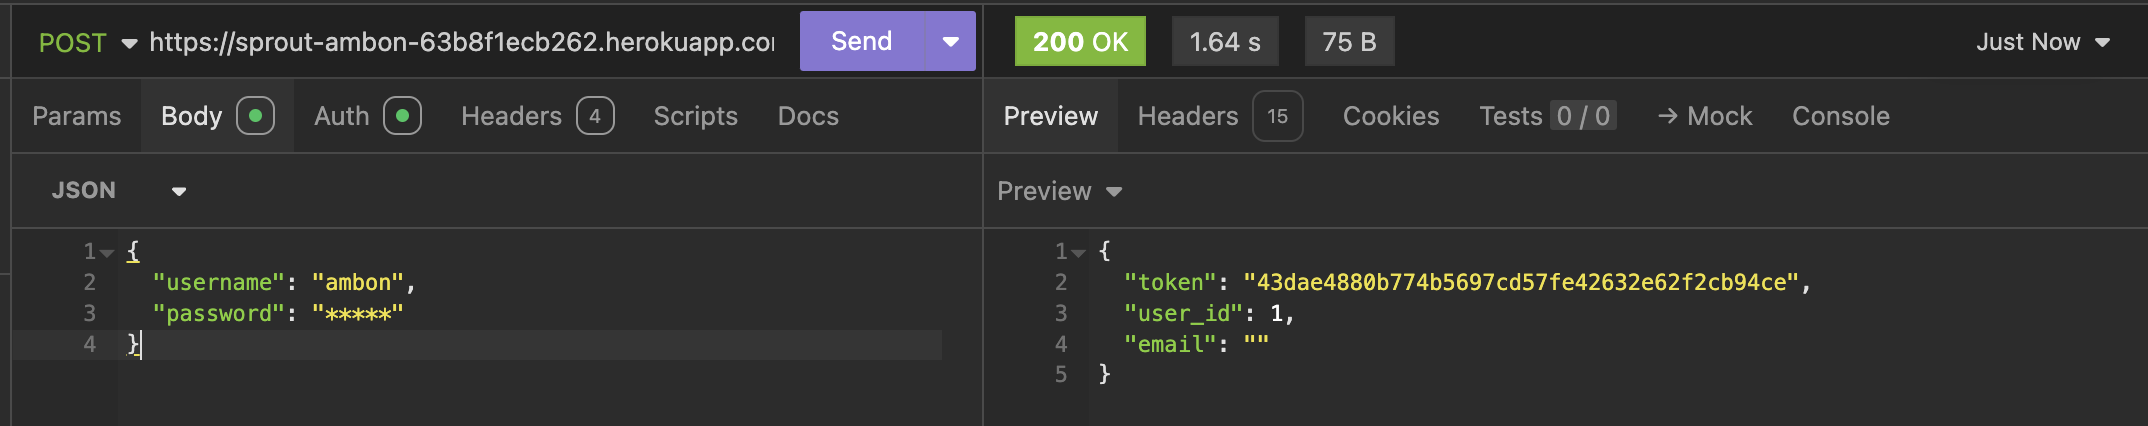 POST https://sprout-ambon-63b8f1ecb262.herokuapp.co Send 200 OK 1.64 s 75 B Just Now
Params Body Auth Headers 4 Scripts Docs Preview Headers 15 Cookies Tests 0 / 0 → Mock Console
JSON
1 {
2 "username": "ambon",
3 "password": "*****"
4 }
Preview
1 {
2 "token": "43dae4880b774b5697cd57fe42632e62f2cb94ce",
3 "user_id": 1,
4 "email": ""
5 }